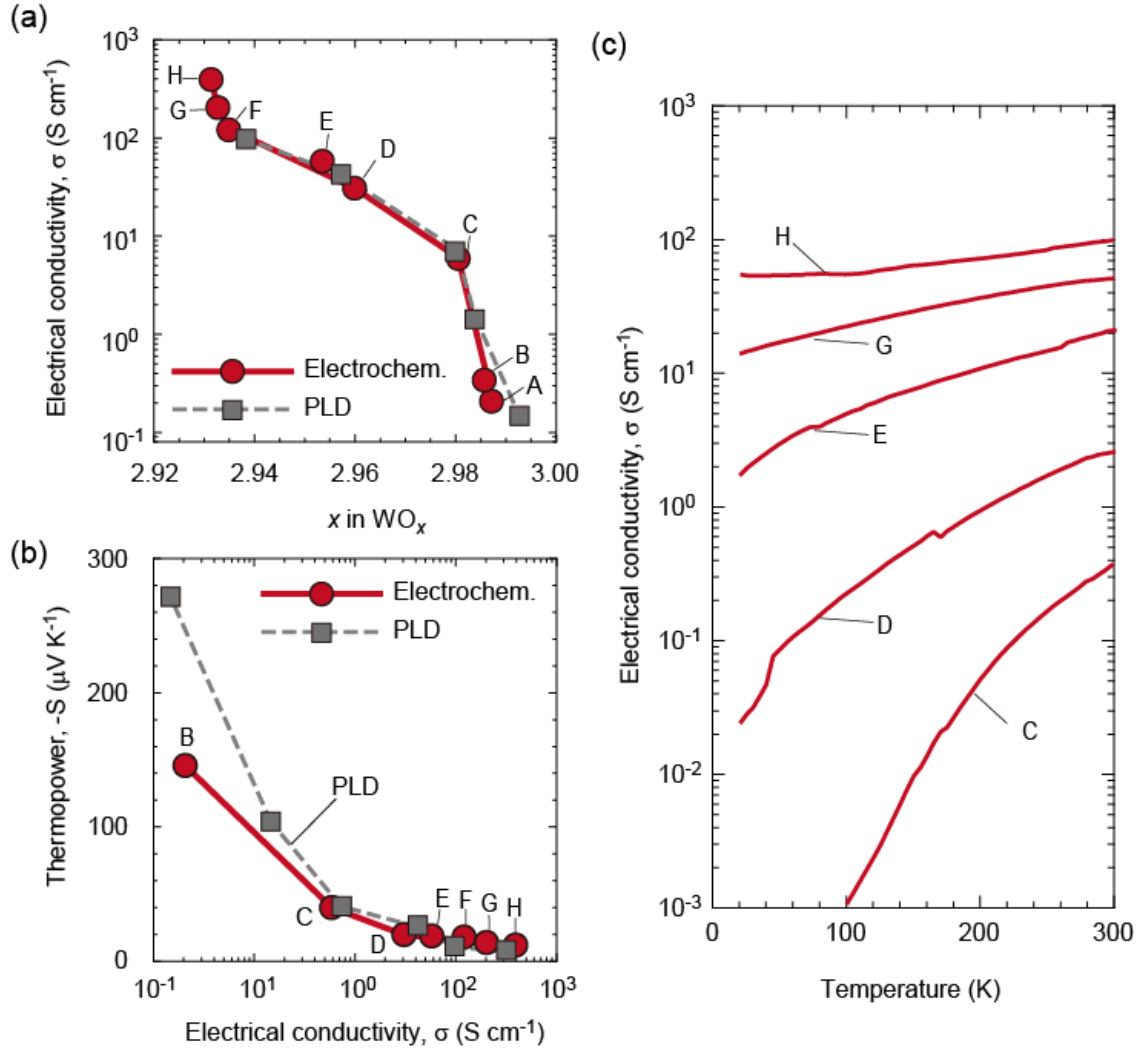 (a)
Electrical conductivity, σ (S cm⁻¹)
10³
10²
10¹
10⁰
10⁻¹
H
G
F
E
D
C
B
A
Electrochem.
PLD
2.92
2.94
2.96
2.98
3.00
x in WOₓ
(b)
Thermopower, -S (μV K⁻¹)
300
200
100
0
Electrochem.
PLD
B
PLD
C
D
E
F
G
H
10⁻¹
10¹
10⁰
10¹
10²
10³
Electrical conductivity, σ (S cm⁻¹)
(c)
Electrical conductivity, σ (S cm⁻¹)
10³
10²
10¹
10⁰
10⁻¹
10⁻²
10⁻³
H
G
E
D
C
0
100
200
300
Temperature (K)